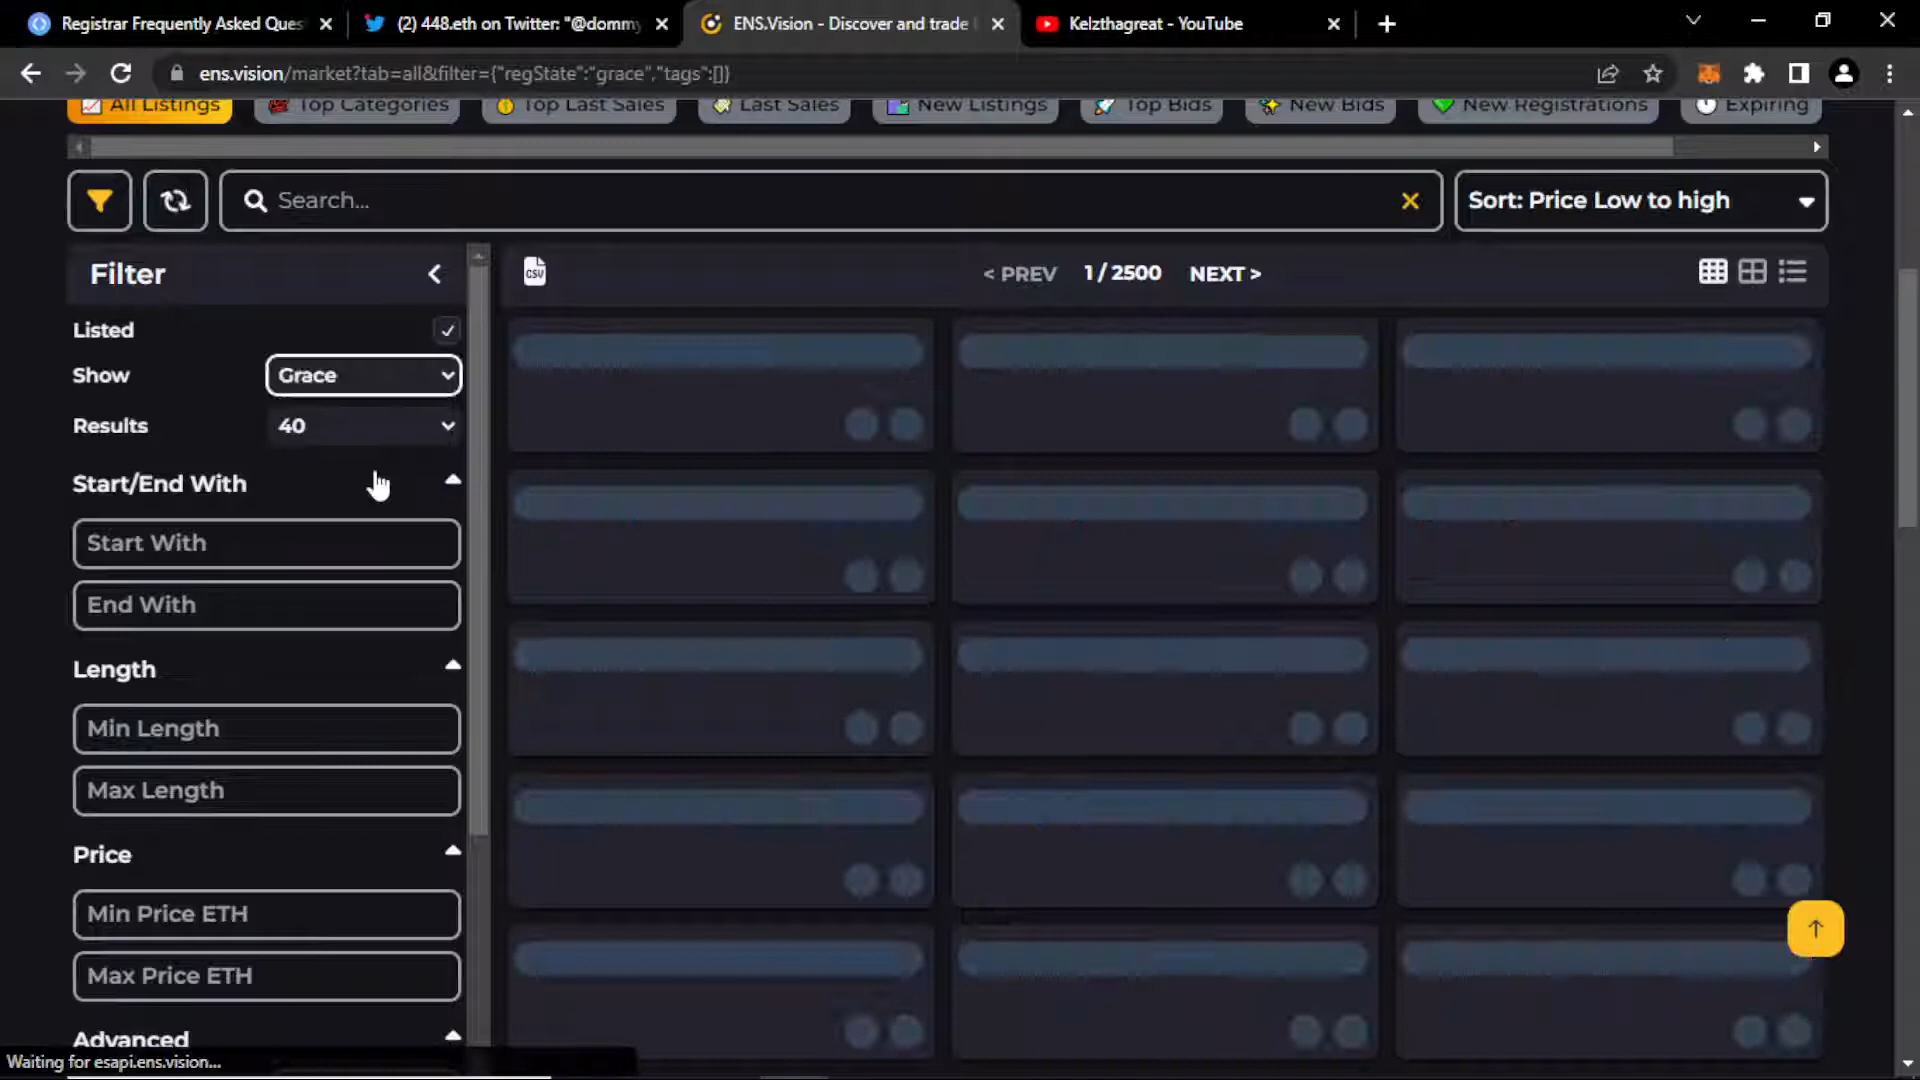 Registrar Frequently Asked Ques
(2) 448.eth on Twitter: "@dommy
ENS.Vision - Discover and trade
Kelzthagreat - YouTube
ens.vision/market?tab=all&filter={"regState":"grace","tags":[]}
All Listings
Top Categories
Top Last Sales
Last Sales
New Listings
Top Bids
New Bids
New Registrations
Expiring
Search...
Sort: Price Low to high
Filter
CSV
< PREV 1 / 2500 NEXT >
Listed
Show Grace
Results 40
Start/End With
Start With
End With
Length
Min Length
Max Length
Price
Min Price ETH
Max Price ETH
Advanced
Waiting for esapi.ens.vision...